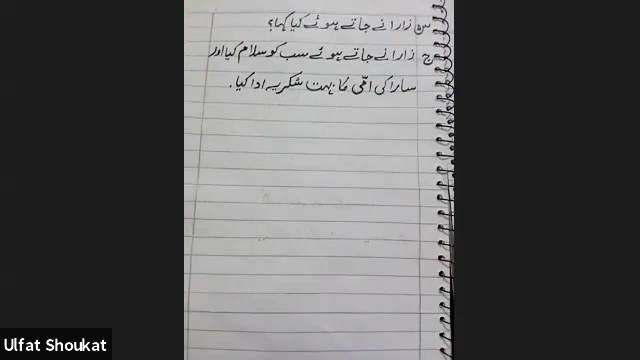 س زارا نے جاتے ہوئے کیا کہا؟
ج زارا نے جاتے ہوئے سب کو سلام کیا اور
سارا کی امّی کا بہت شکریہ ادا کیا.
Ulfat Shoukat